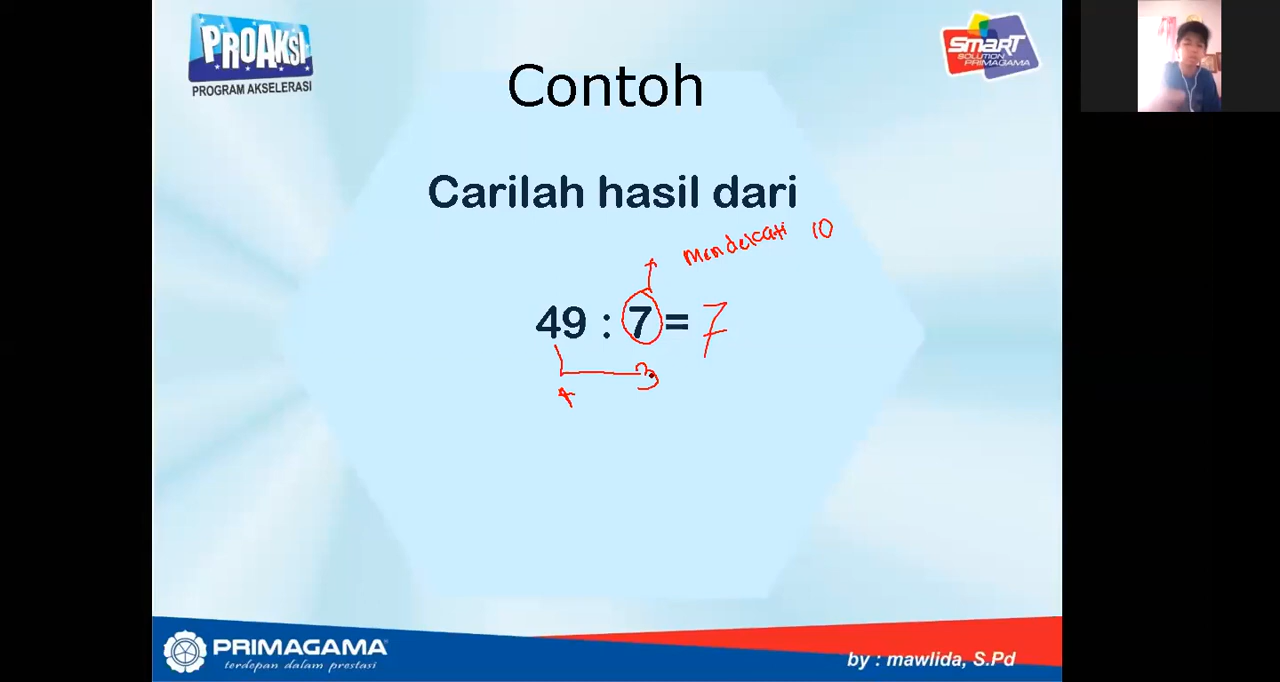 PROAKSI
PROGRAM AKSELERASI
SMART
SOLUTION
PRIMAGAMA
Contoh
Carilah hasil dari
mendekati 10
49 : 7 = 7
4 3
PRIMAGAMA
terdepan dalam prestasi
by : mawlida, S.Pd